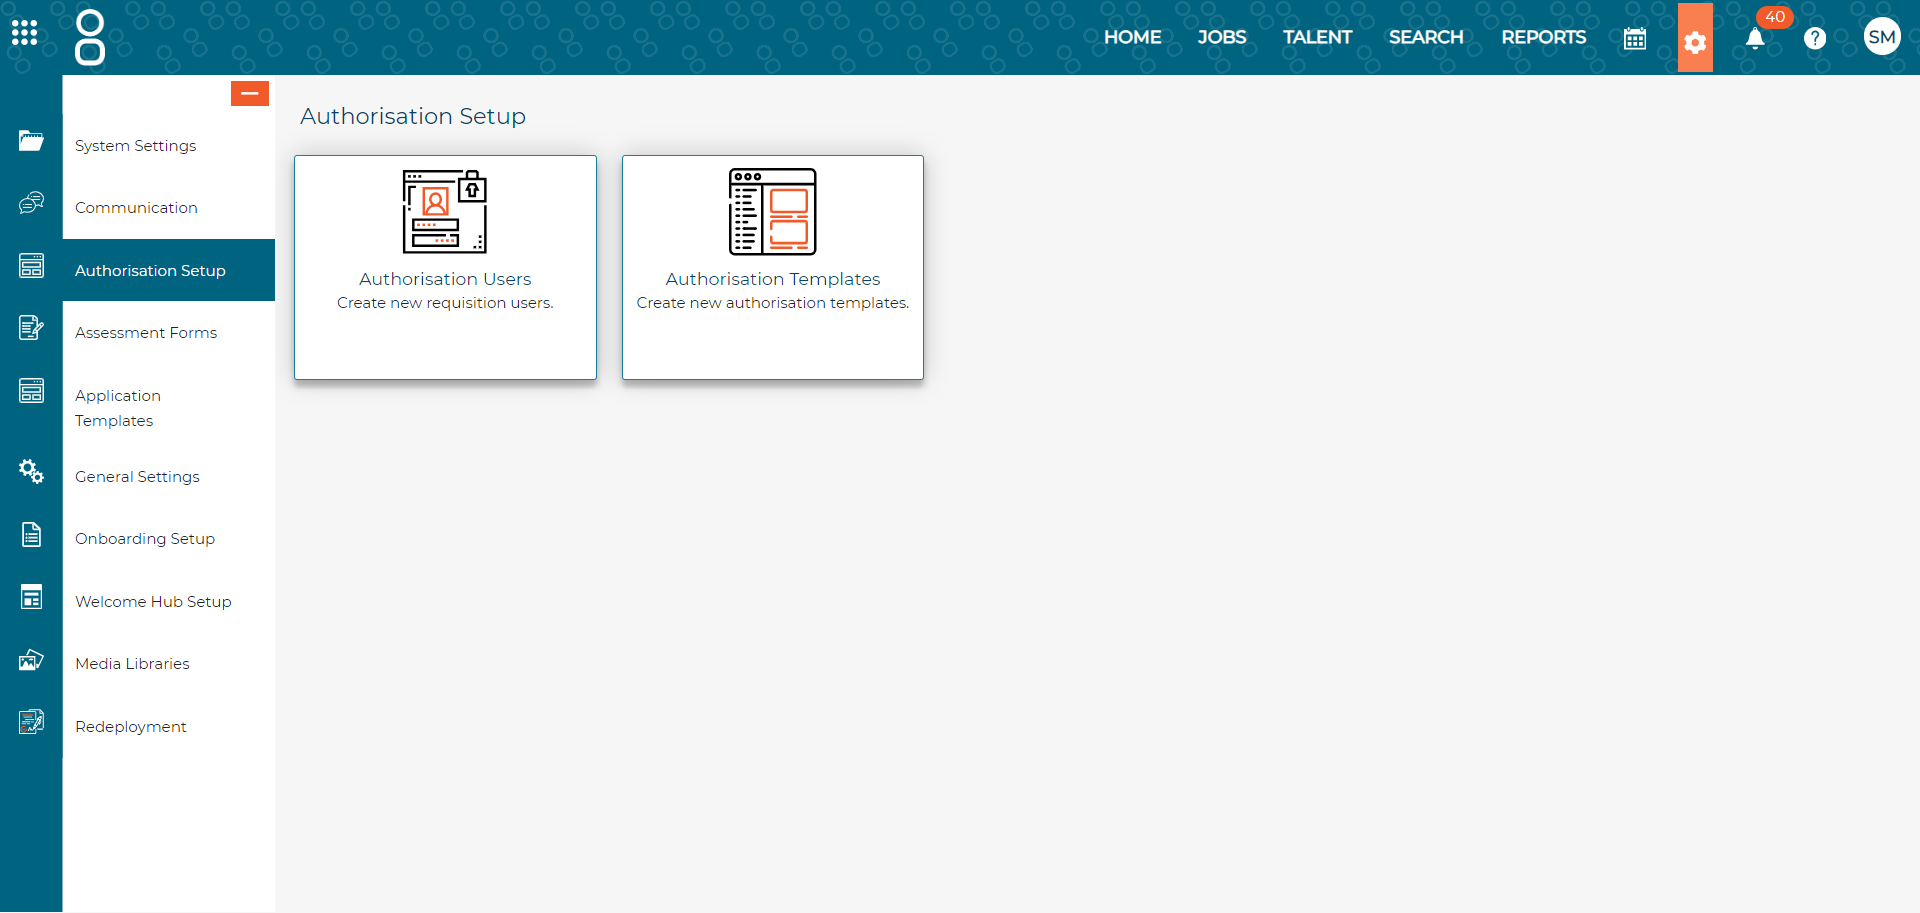 HOME JOBS TALENT SEARCH REPORTS 40 SM
System Settings
Communication
Authorisation Setup
Assessment Forms
Application
Templates
General Settings
Onboarding Setup
Welcome Hub Setup
Media Libraries
Redeployment
Authorisation Setup
Authorisation Users
Create new requisition users.
Authorisation Templates
Create new authorisation templates.